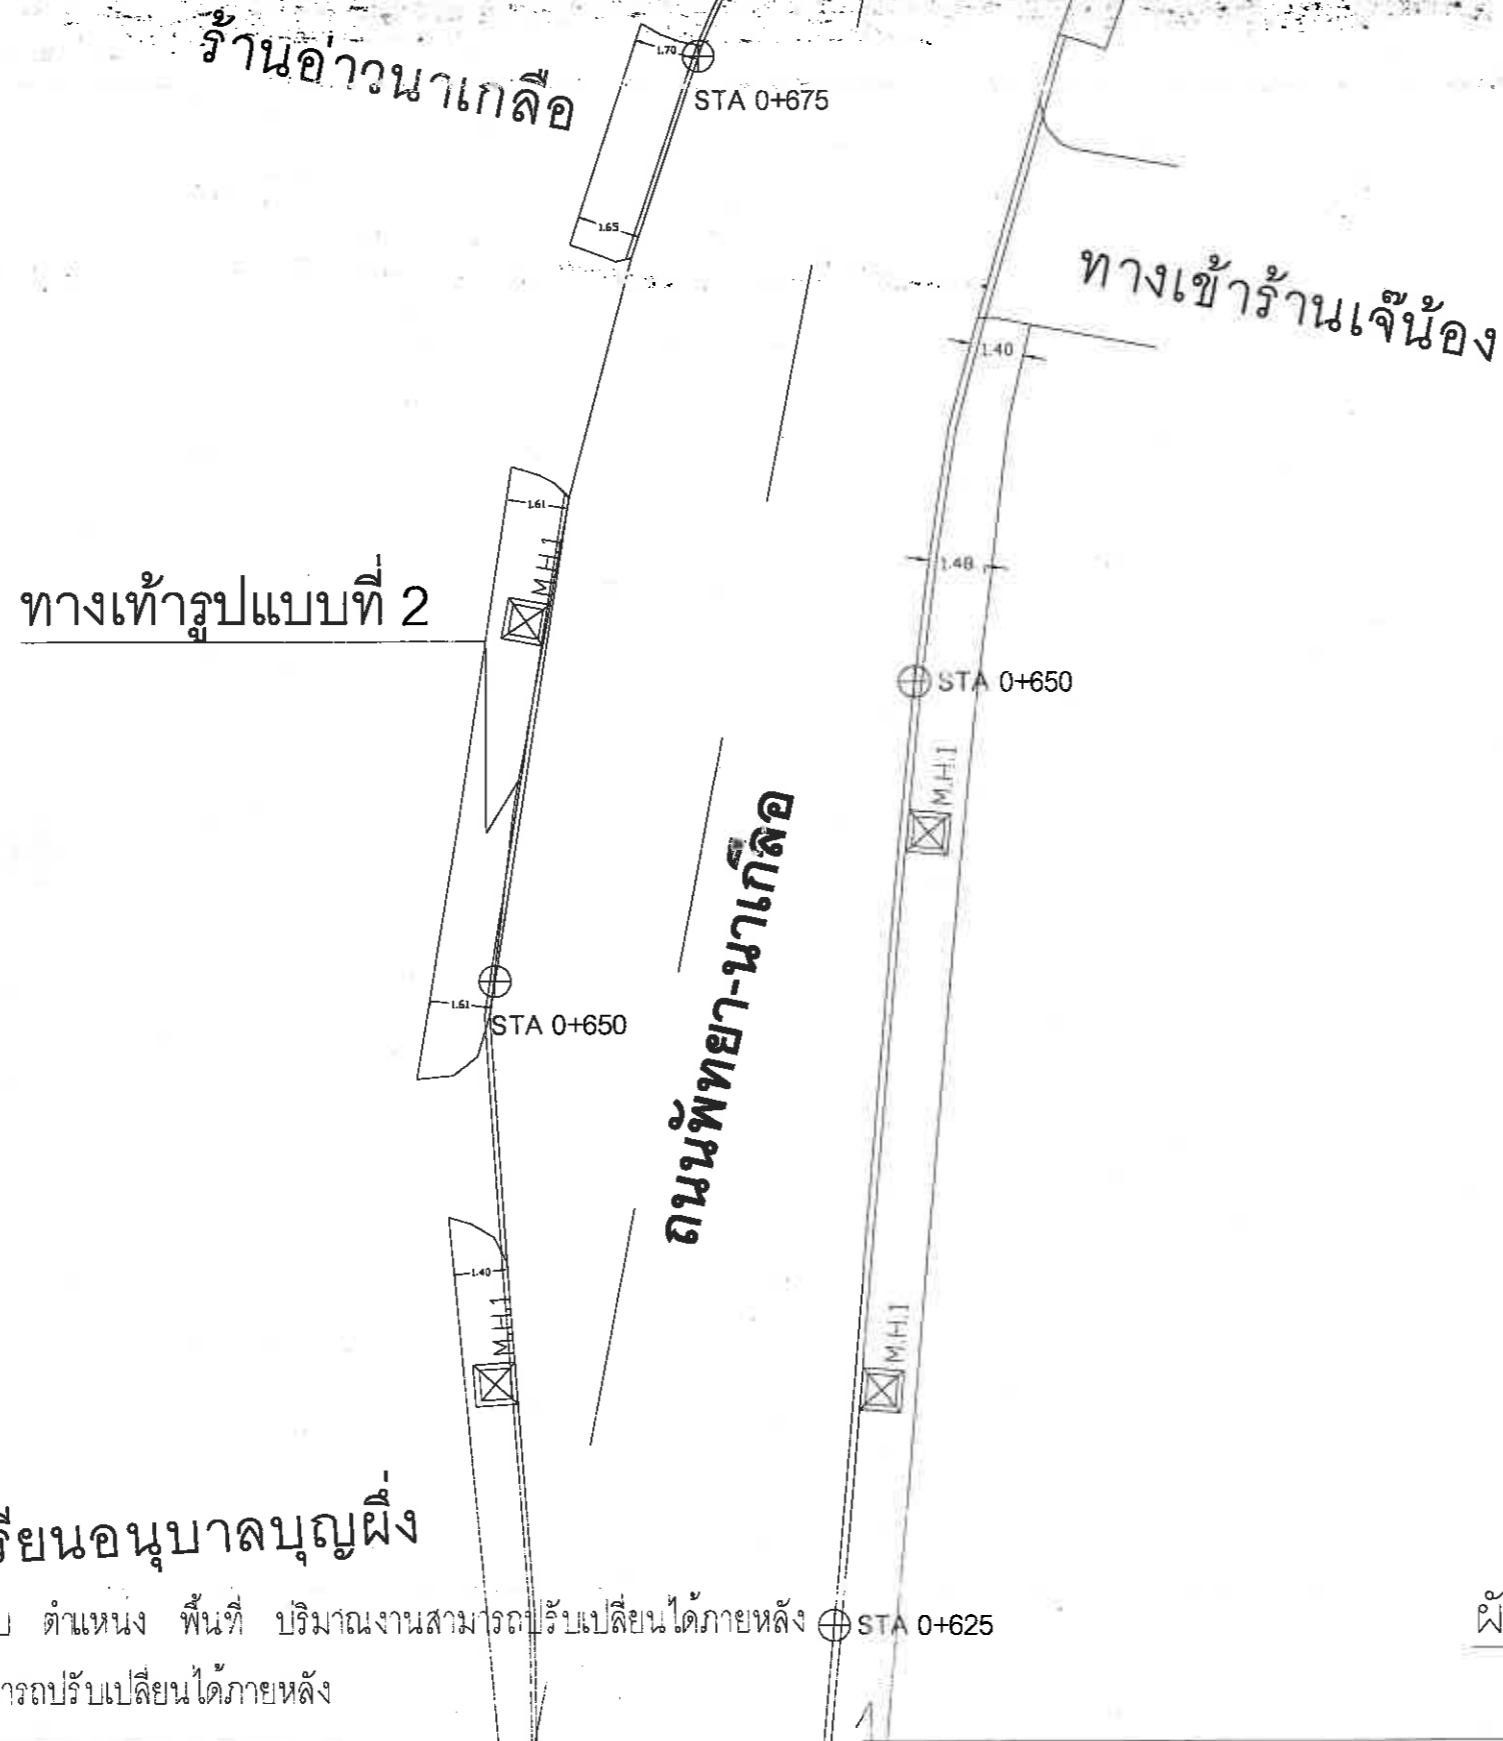 ร้านอ่าวนาเกลือ
1.70
STA 0+675
1.65
ทางเข้าร้านเจ๊น้อง
1.40
1.61
M.H.1
1.48
ทางเท้ารูปแบบที่ 2
STA 0+650
M.H.1
ถนนพัทยา-นาเกลือ
1.61
STA 0+650
1.40
M.H.1
M.H.1
รียนอนุบาลบุญผึ่ง
ตำแหน่ง พื้นที่ ปริมาณงานสามารถปรับเปลี่ยนได้ภายหลัง
STA 0+625
ารถปรับเปลี่ยนได้ภายหลัง